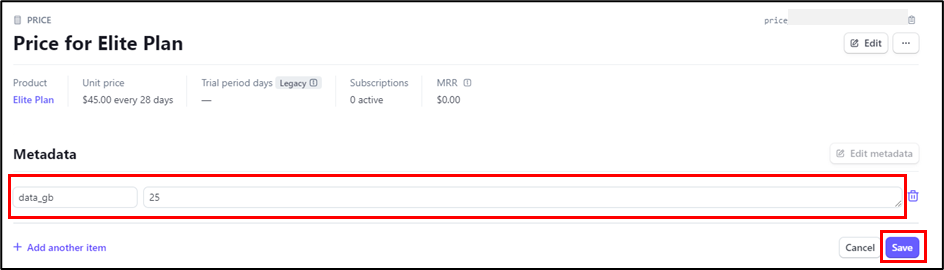 PRICE
price
Price for Elite Plan
Edit
...
Product
Unit price
Trial period days Legacy
Subscriptions
MRR
Elite Plan
$45.00 every 28 days
—
0 active
$0.00
Metadata
Edit metadata
data_gb
25
+ Add another item
Cancel
Save